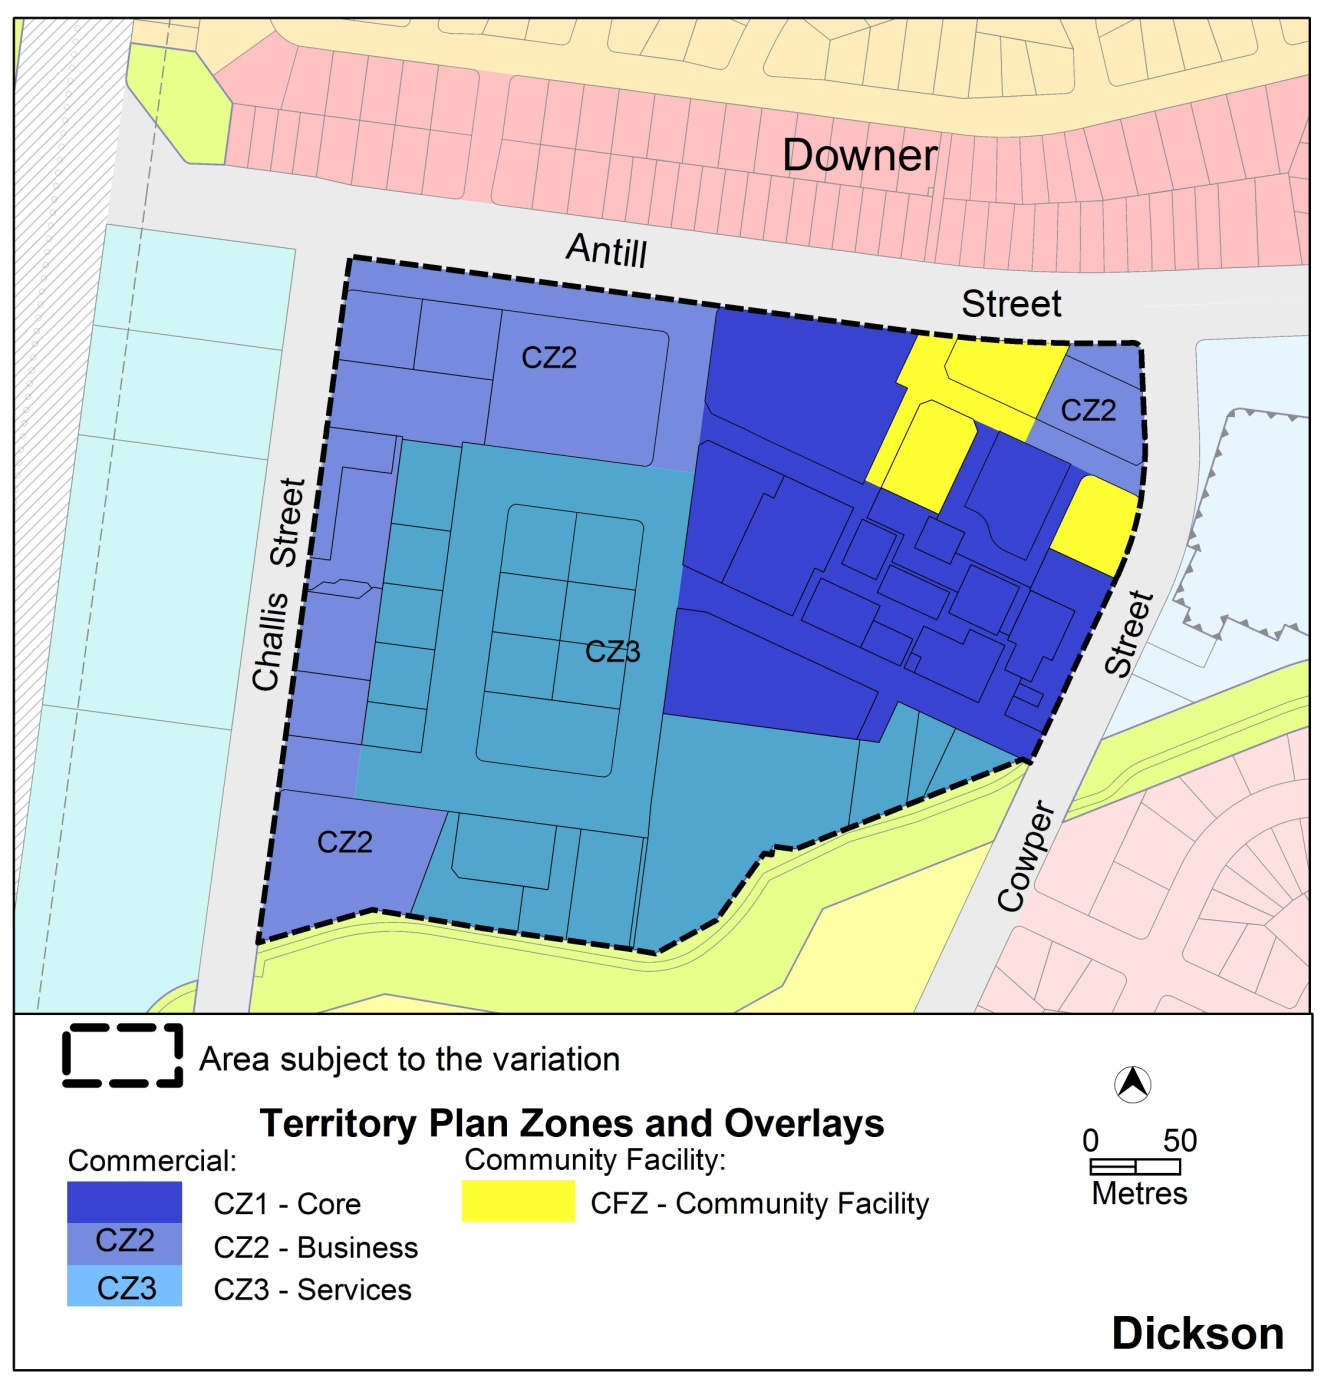 Downer
Antill
Street
CZ2
CZ2
Challis Street
CZ3
Street
CZ2
Cowper
Area subject to the variation
Territory Plan Zones and Overlays
Commercial:
Community Facility:
CZ1 - Core
CFZ - Community Facility
CZ2
CZ2 - Business
CZ3
CZ3 - Services
0 50
Metres
Dickson